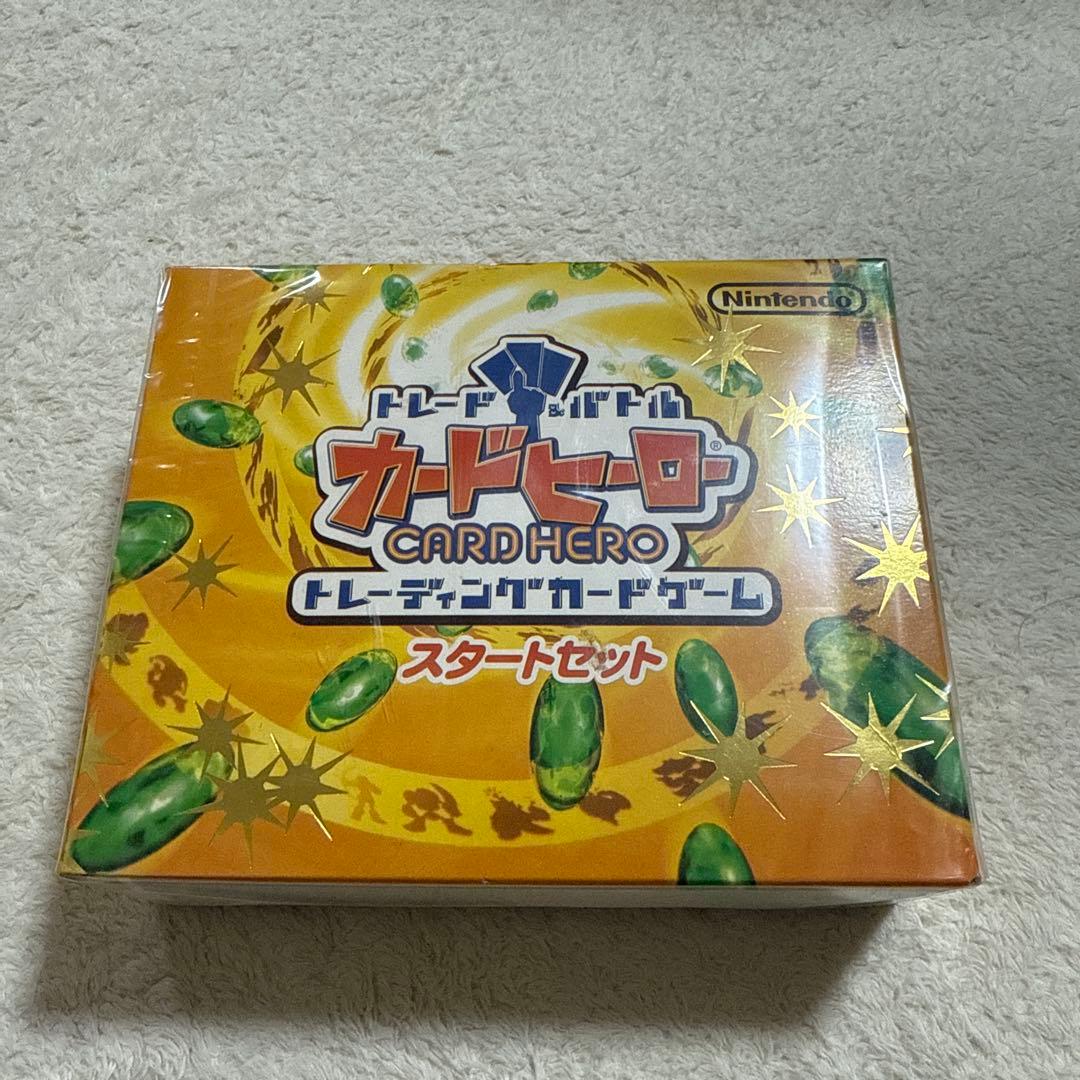 Nintendo
トレード&バトル
カードヒーロー®
CARD HERO
トレーディングカードゲーム
スタートセット